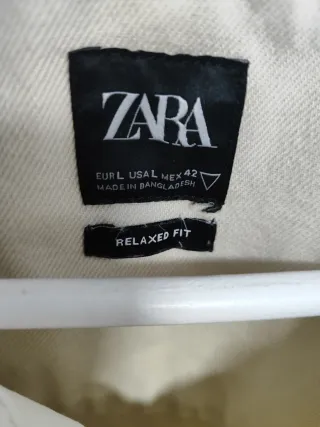 ZARA
EUR L USA L MEX 42
MADE IN BANGLADESH
RELAXED FIT